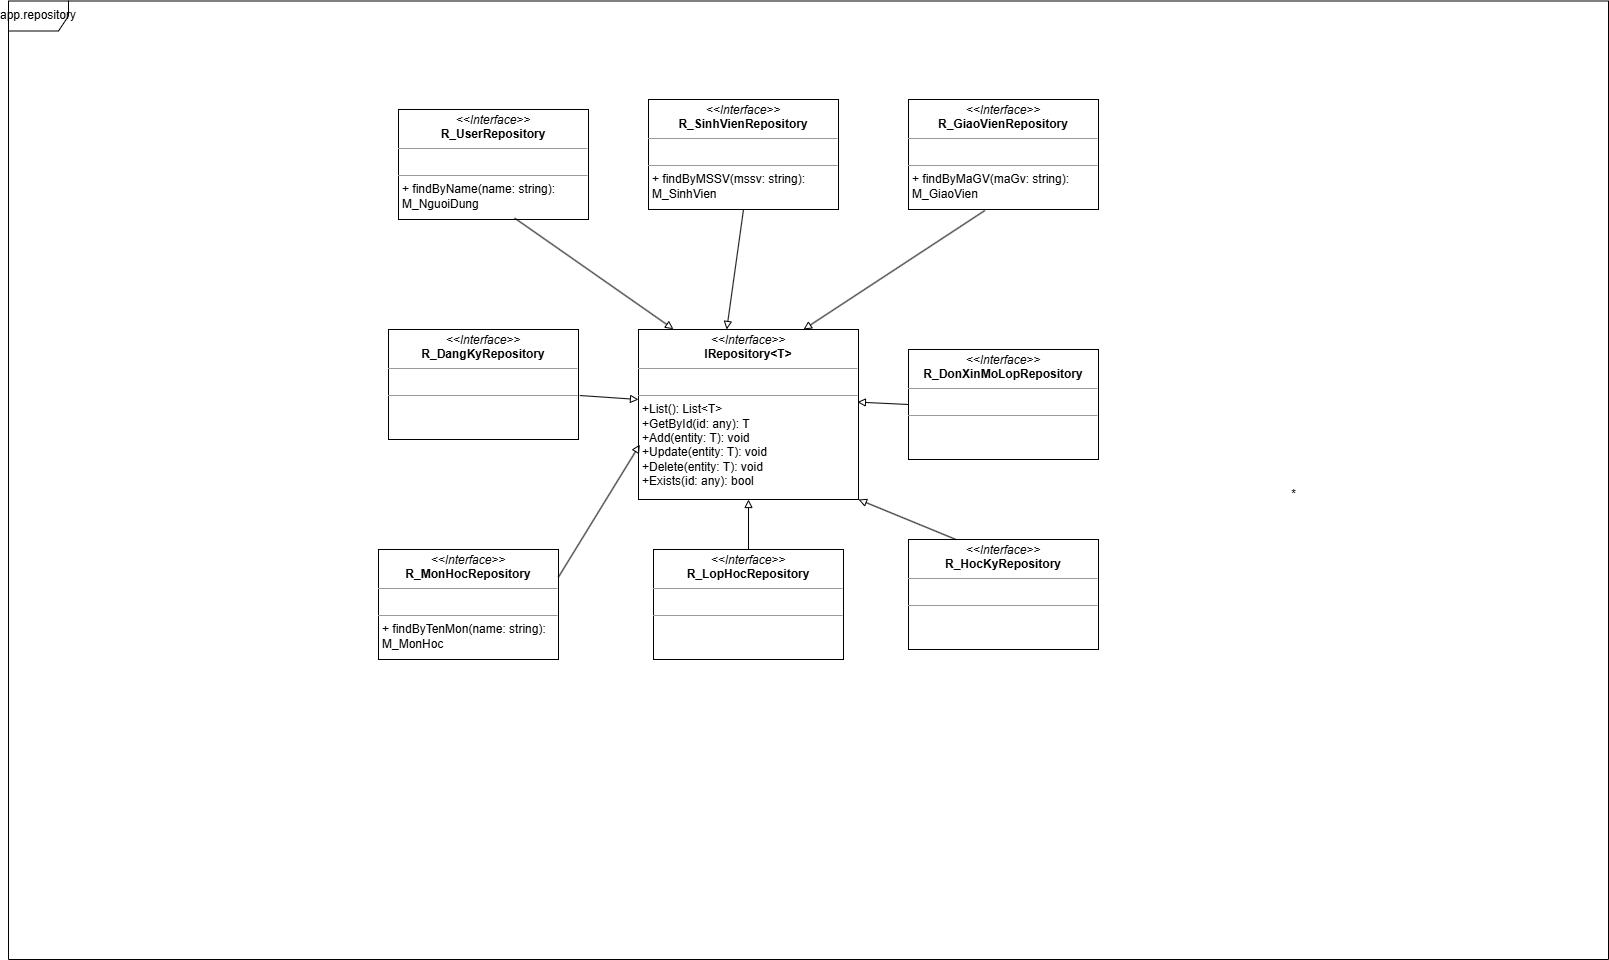 app.repository
<<Interface>>
R_UserRepository
+ findByName(name: string):
M_NguoiDung
<<Interface>>
R_SinhVienRepository
+ findByMSSV(mssv: string):
M_SinhVien
<<Interface>>
R_GiaoVienRepository
+ findByMaGV(maGv: string):
M_GiaoVien
<<Interface>>
R_DangKyRepository
<<Interface>>
IRepository<T>
+List(): List<T>
+GetById(id: any): T
+Add(entity: T): void
+Update(entity: T): void
+Delete(entity: T): void
+Exists(id: any): bool
<<Interface>>
R_DonXinMoLopRepository
*
<<Interface>>
R_MonHocRepository
+ findByTenMon(name: string):
M_MonHoc
<<Interface>>
R_LopHocRepository
<<Interface>>
R_HocKyRepository